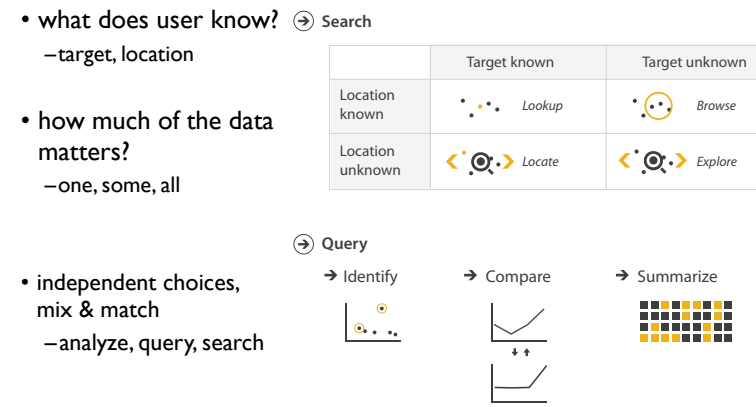 • what does user know?
–target, location
• how much of the data
matters?
–one, some, all
• independent choices,
mix & match
–analyze, query, search
Search
Target known Target unknown
Location
known
Lookup Browse
Location
unknown
Locate Explore
Query
➔ Identify ➔ Compare ➔ Summarize